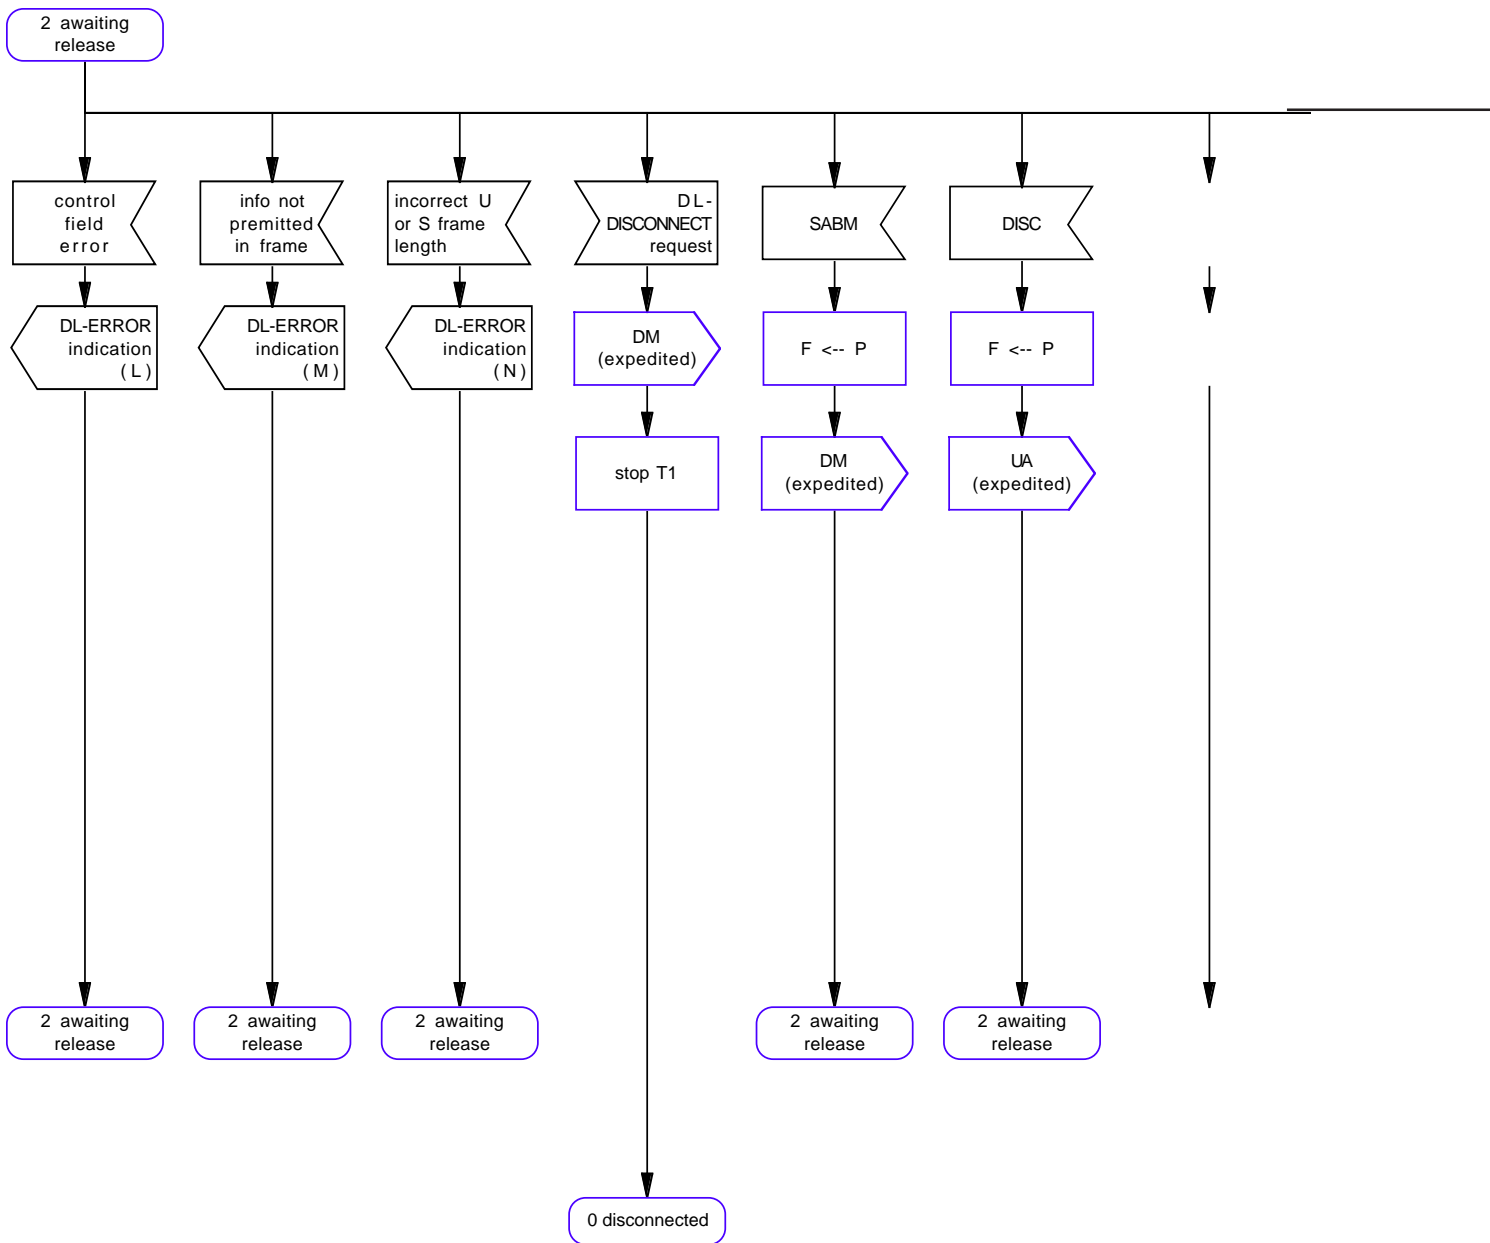 2 awaiting
release
control
field
error
info not
premitted
in frame
incorrect U
or S frame
length
DL-
DISCONNECT
request
SABM
DISC
DL-ERROR
indication
(L)
DL-ERROR
indication
(M)
DL-ERROR
indication
(N)
DM
(expedited)
F <-- P
F <-- P
stop T1
DM
(expedited)
UA
(expedited)
2 awaiting
release
2 awaiting
release
2 awaiting
release
2 awaiting
release
2 awaiting
release
0 disconnected